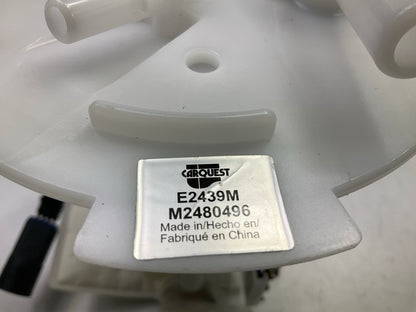 CARQUEST
E2439M
M2480496
Made in/Hecho en/
Fabriqué en China